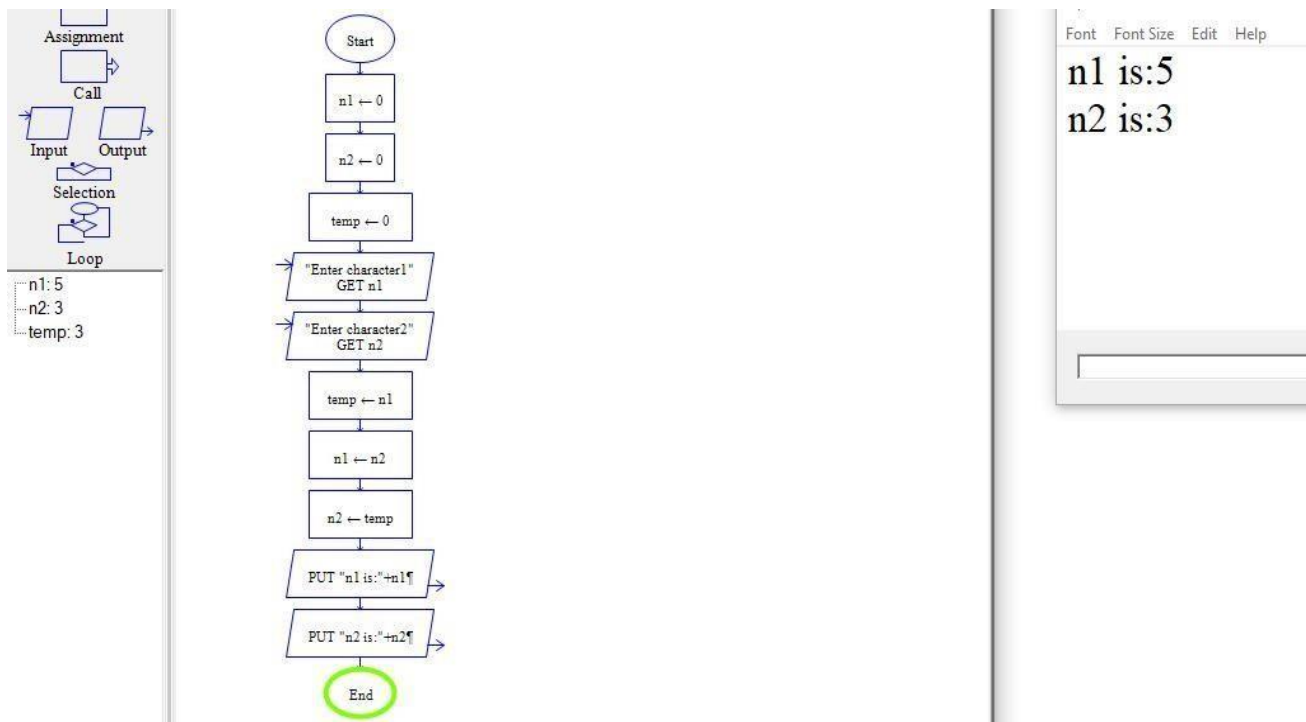 Assignment
Call
Input Output
Selection
Loop
n1: 5
n2: 3
temp: 3
Start
n1 ← 0
n2 ← 0
temp ← 0
"Enter character1"
GET n1
"Enter character2"
GET n2
temp ← n1
n1 ← n2
n2 ← temp
PUT "n1 is:"+n1¶
PUT "n2 is:"+n2¶
End
Font Font Size Edit Help
n1 is:5
n2 is:3